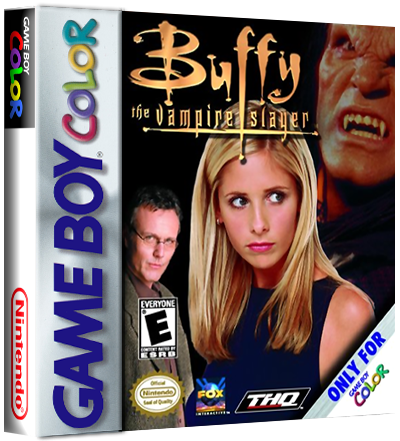 GAME BOY
COLOR
Nintendo
GAME BOY COLOR
Buffy
the vampire slayer
EVERYONE
E
CONTENT RATED BY
ESRB
Official
Nintendo
Seal of Quality
FOX
INTERACTIVE
THQ
ONLY FOR
GAME BOY
COLOR